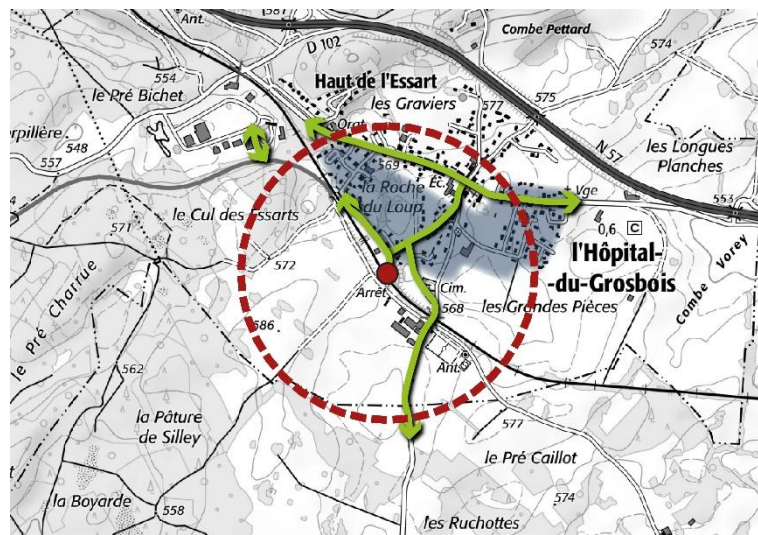 Ant.
587
D 102
Combe Pettard
574
554
le Pré Bichet
Haut de l'Essart
les Graviers
577
575
N 57
les Longues
Planches
rpillère
548
557
Orat.
569
la Roche
du Loup
Éc.
Vge
553
le Cul des Essarts
571
0,6 C
l'Hôpital-
-du-Grosbois
Combe Vorey
572
Arrêt
Cim.
568
les Grandes Pièces
le Pré Charrue
586
562
Ant.
la Pâture
de Silley
577
le Pré Caillot
574
la Boyarde
558
les Ruchottes